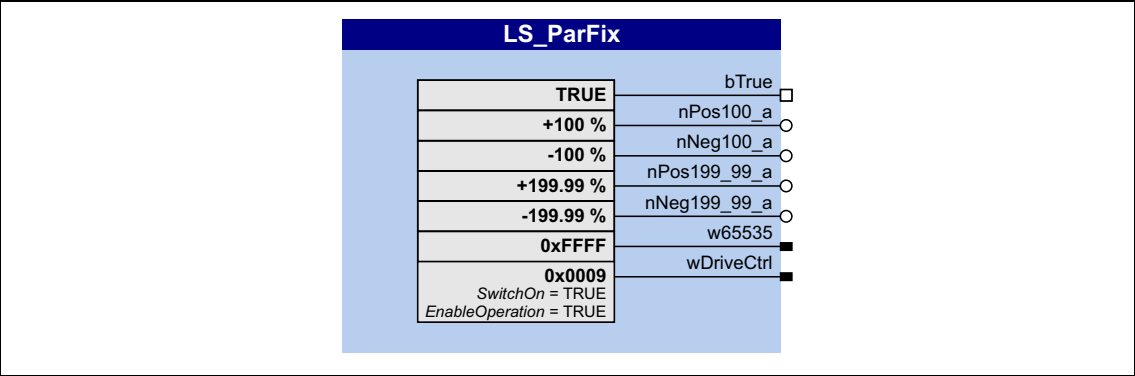 LS_ParFix
TRUE
bTrue
+100 %
nPos100_a
-100 %
nNeg100_a
+199.99 %
nPos199_99_a
-199.99 %
nNeg199_99_a
0xFFFF
w65535
0x0009
wDriveCtrl
SwitchOn = TRUE
EnableOperation = TRUE